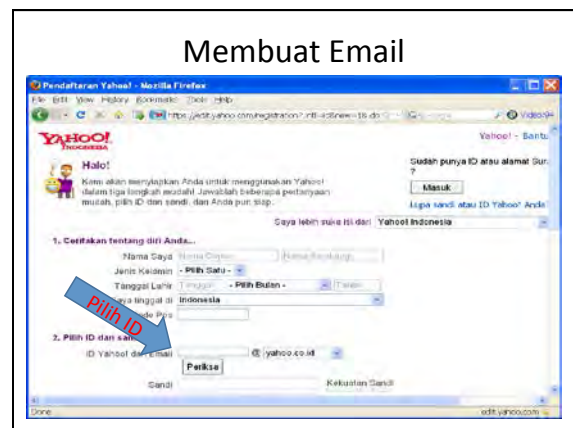 Membuat Email
Pendaftaran Yahoo! - Mozilla Firefox
File Edit View History Bookmarks Tools Help
YAHOO!
INDONESIA
Yahoo! - Bantu
Halo!
Kami akan menyiapkan Anda untuk menggunakan Yahoo!
dalam tiga langkah mudah! Jawablah beberapa pertanyaan
mudah, pilih ID dan sandi, dan Anda pun siap.
Sudah punya ID atau alamat Sur
?
Masuk
Lupa sandi atau ID Yahoo! Anda
Saya lebih suka isi dari Yahoo! Indonesia
1. Ceritakan tentang diri Anda...
Nama Saya Nama Depan
Jenis Kelamin - Pilih Satu -
Tanggal Lahir Tanggal - Pilih Bulan - Tahun
Saya tinggal di Indonesia
Kode Pos
Pilih ID
2. Pilih ID dan
ID Yahoo! dan Email @ yahoo.co.id
Periksa
Sandi Kekuatan Sandi
Done edit.yahoo.com